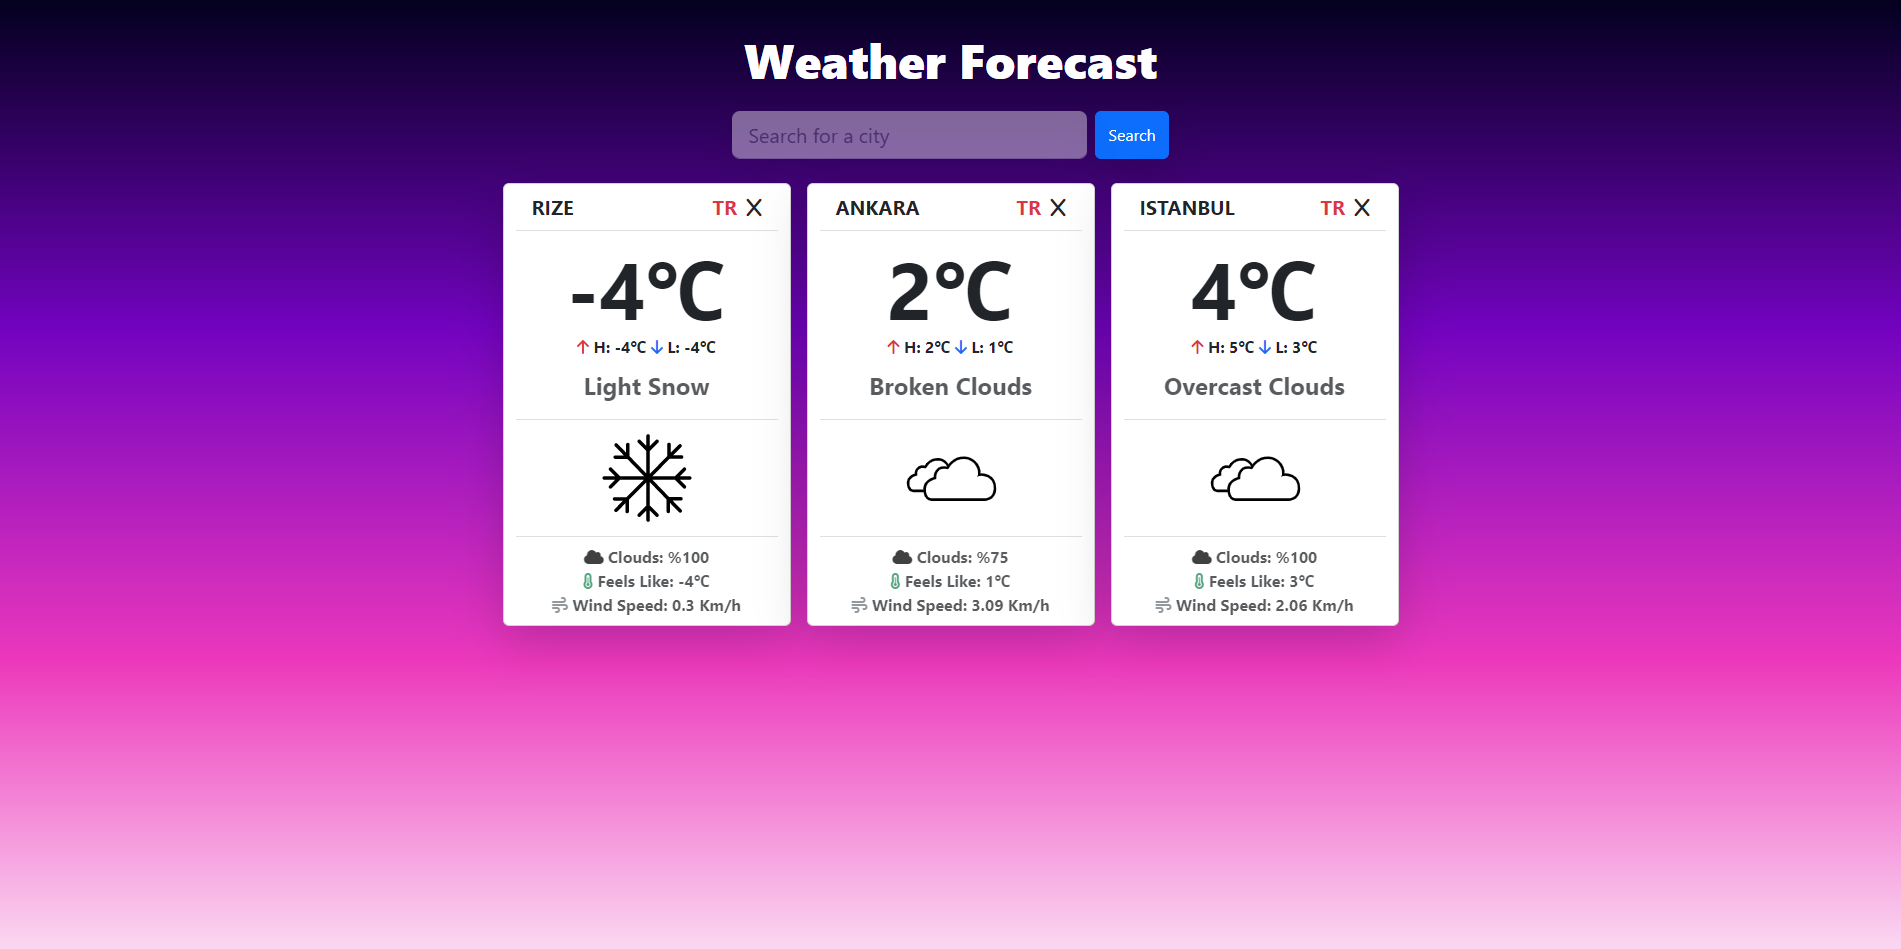 Weather Forecast
Search for a city
Search
RIZE TR X
-4°C
H: -4°C L: -4°C
Light Snow
Clouds: %100
Feels Like: -4°C
Wind Speed: 0.3 Km/h
ANKARA TR X
2°C
H: 2°C L: 1°C
Broken Clouds
Clouds: %75
Feels Like: 1°C
Wind Speed: 3.09 Km/h
ISTANBUL TR X
4°C
H: 5°C L: 3°C
Overcast Clouds
Clouds: %100
Feels Like: 3°C
Wind Speed: 2.06 Km/h